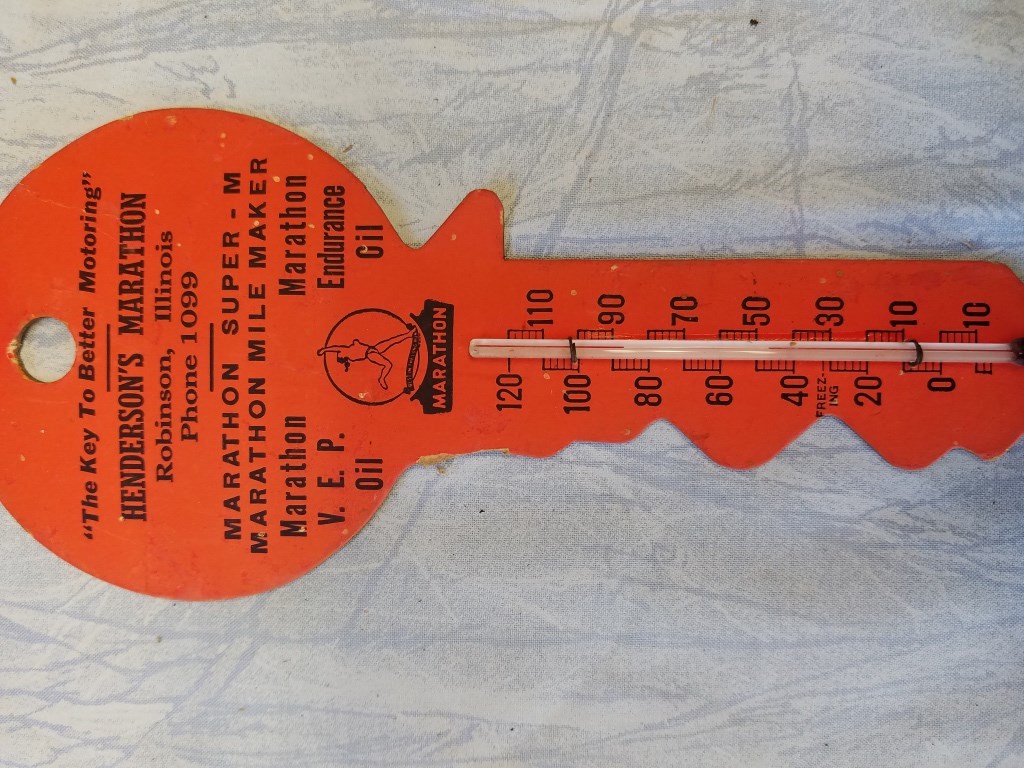 "The Key To Better Motoring"
HENDERSON'S MARATHON
Robinson, Illinois
Phone 1099
MARATHON SUPER-M
MARATHON MILE MAKER
Marathon
V. E. P.
Oil
Marathon
Endurance
Oil
MARATHON
120
110
100
90
80
70
60
50
40
30
FREEZ-
ING
20
10
0
10